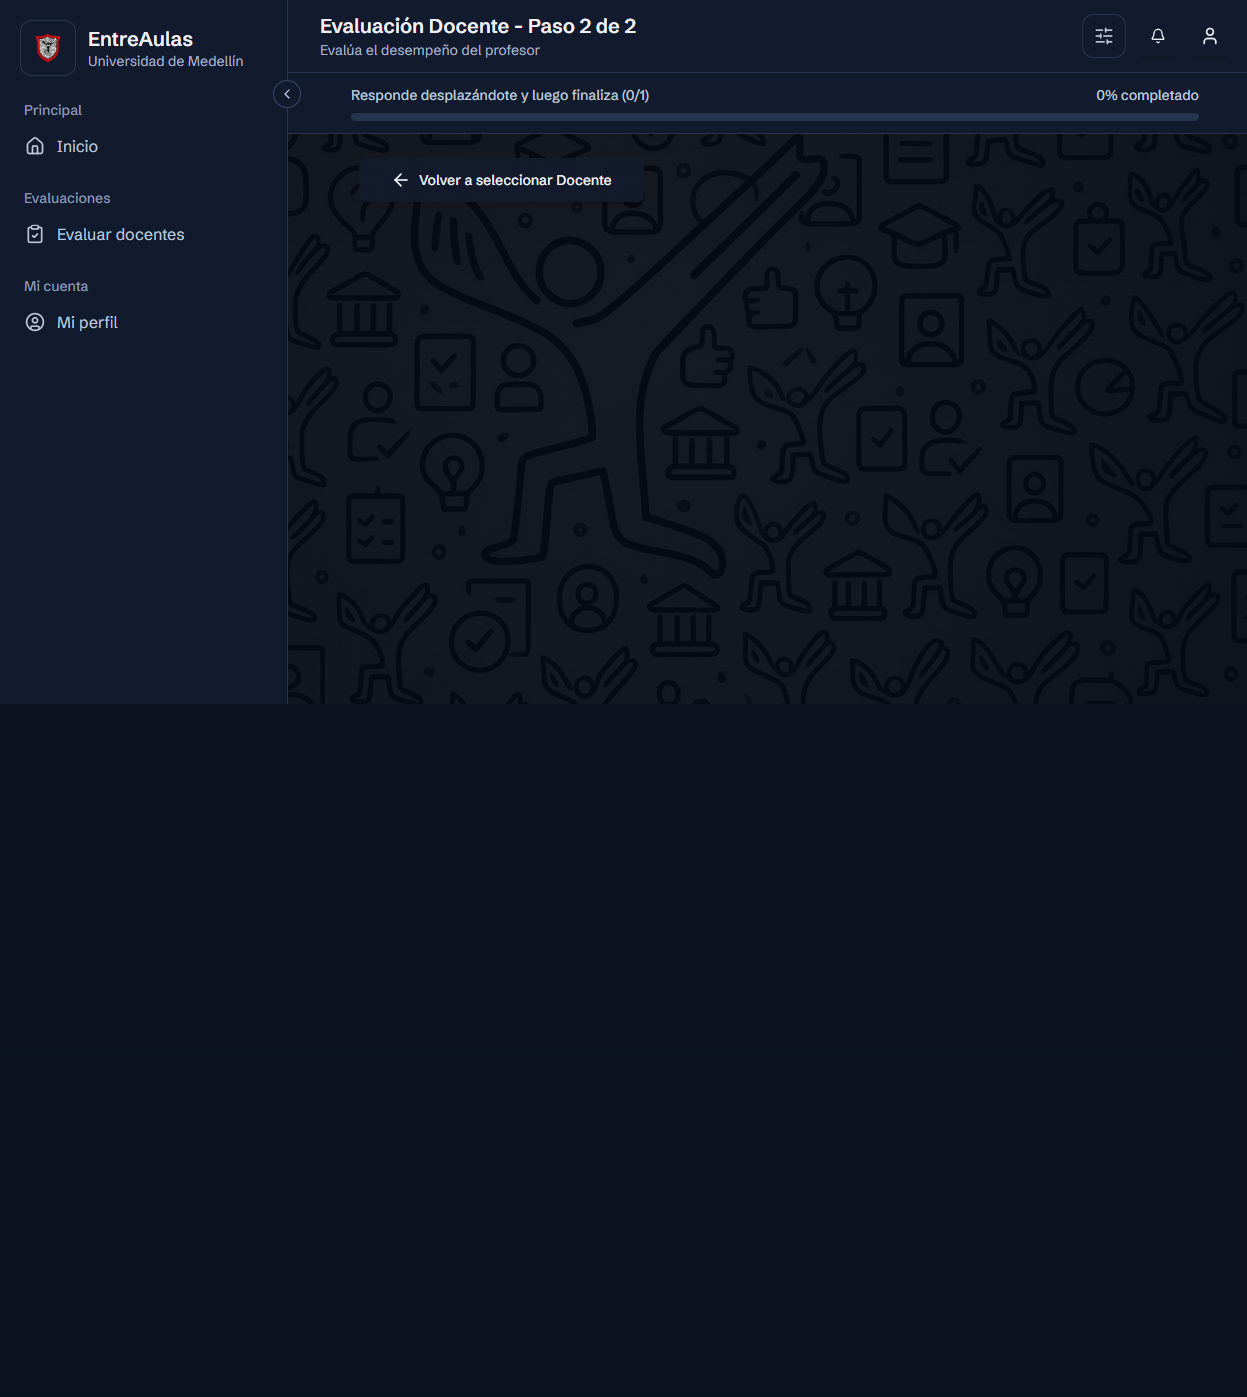 EntreAulas
Universidad de Medellín
Principal
Inicio
Evaluaciones
Evaluar docentes
Mi cuenta
Mi perfil
Evaluación Docente - Paso 2 de 2
Evalúa el desempeño del profesor
Responde desplazándote y luego finaliza (0/1)
0% completado
Volver a seleccionar Docente